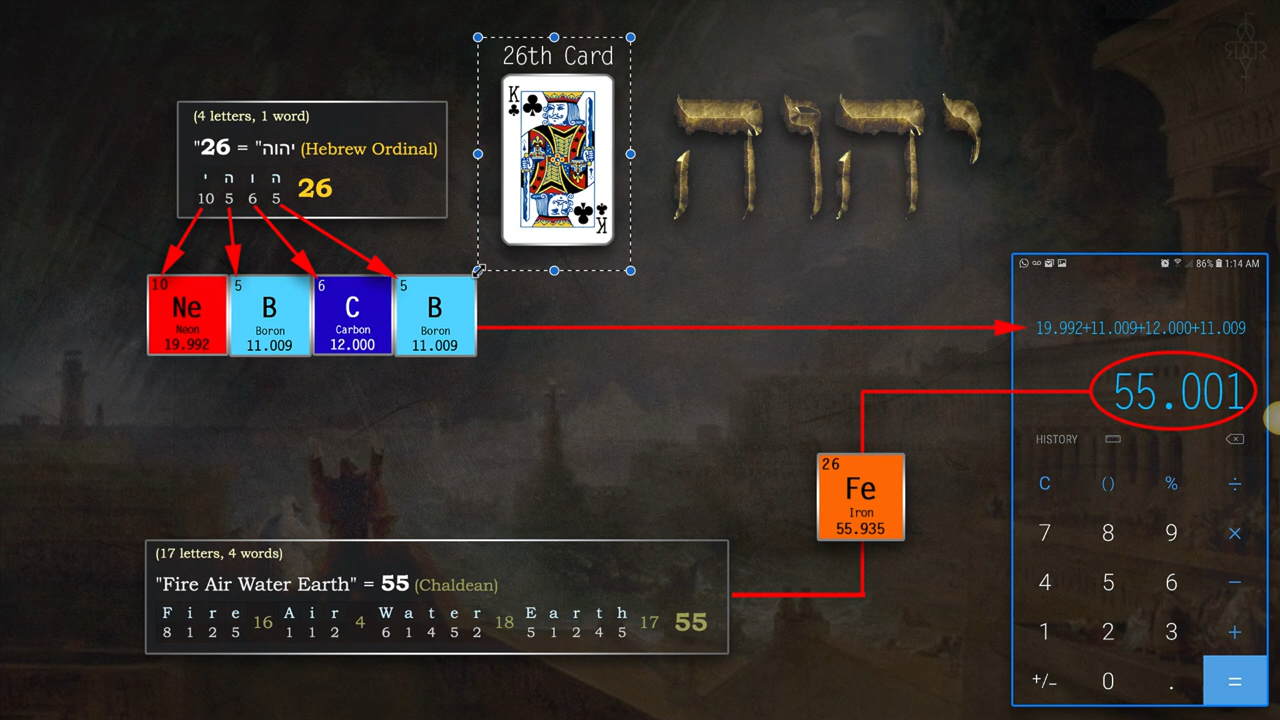 26th Card
K
K
יהוה
(4 letters, 1 word)
"26 = "יהוה (Hebrew Ordinal)
י ה ו ה
10 5 6 5 26
10
Ne
Neon
19.992
5
B
Boron
11.009
6
C
Carbon
12.000
5
B
Boron
11.009
86% 1:14 AM
19.992+11.009+12.000+11.009
55.001
HISTORY
C () % ÷
7 8 9 ×
4 5 6 −
1 2 3 +
+/− 0 . =
26
Fe
Iron
55.935
(17 letters, 4 words)
"Fire Air Water Earth" = 55 (Chaldean)
F i r e 16 A i r 4 W a t e r 18 E a r t h 17 55
8 1 2 5 1 1 2 6 1 4 5 2 5 1 2 4 5